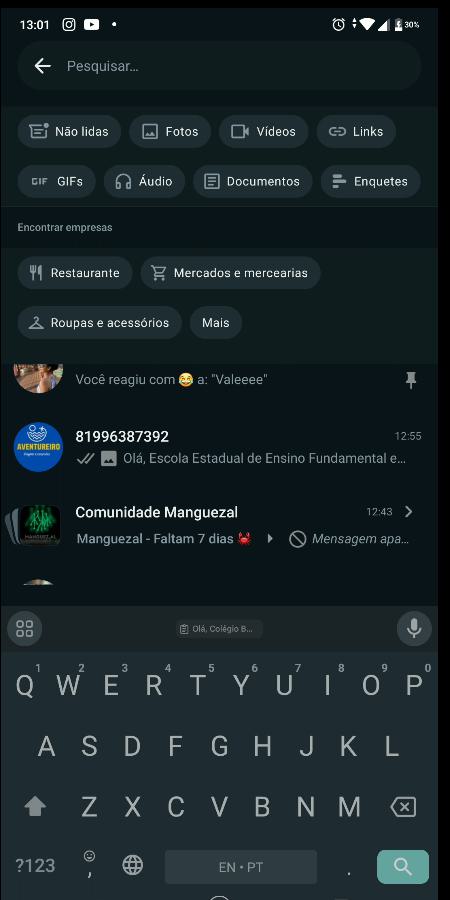 13:01 30%
Pesquisar...
Não lidas Fotos Vídeos Links
GIF GIFs Áudio Documentos Enquetes
Encontrar empresas
Restaurante Mercados e mercearias
Roupas e acessórios Mais
Você reagiu com 😂 a: "Valeeee"
81996387392 12:55
AVENTUREIRO
Olá, Escola Estadual de Ensino Fundamental e...
Comunidade Manguezal 12:43
MANGUEZAL
Manguezal - Faltam 7 dias 🦀 Mensagem apa...
Olá, Colégio B...
1 2 3 4 5 6 7 8 9 0
Q W E R T Y U I O P
A S D F G H J K L
Z X C V B N M
?123 , EN • PT .